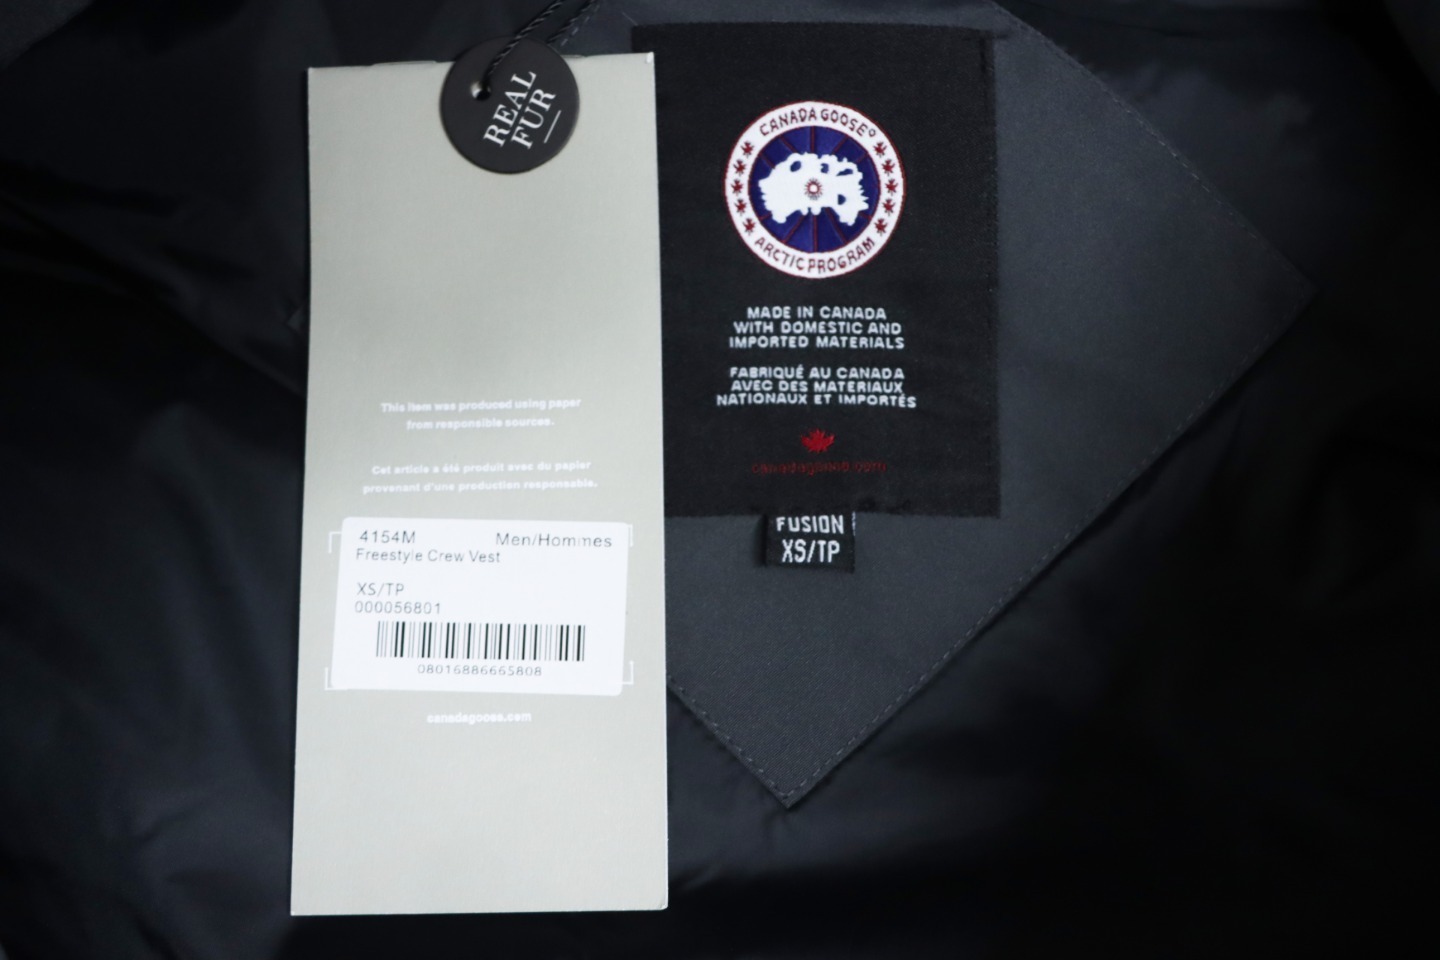 REAL
FUR
This item was produced using paper
from responsible sources.
Cet article a été produit avec du papier
provenant d'une production responsable.
4154M Men/Hommes
Freestyle Crew Vest
XS/TP
000056801
08016886665808
canadagoose.com
CANADA GOOSE®
ARCTIC PROGRAM
MADE IN CANADA
WITH DOMESTIC AND
IMPORTED MATERIALS
FABRIQUÉ AU CANADA
AVEC DES MATERIAUX
NATIONAUX ET IMPORTÉS
canadagoose.com
FUSION
XS/TP